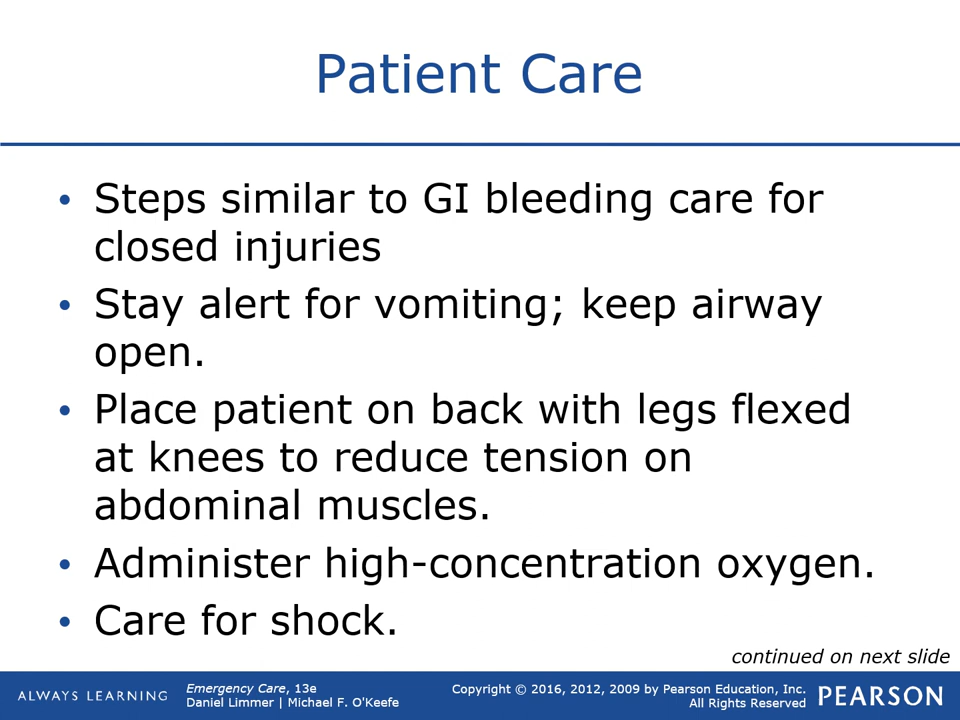 Patient Care
• Steps similar to GI bleeding care for
closed injuries
• Stay alert for vomiting; keep airway
open.
• Place patient on back with legs flexed
at knees to reduce tension on
abdominal muscles.
• Administer high-concentration oxygen.
• Care for shock.
continued on next slide
ALWAYS LEARNING
Emergency Care, 13e
Daniel Limmer | Michael F. O'Keefe
Copyright © 2016, 2012, 2009 by Pearson Education, Inc.
All Rights Reserved
PEARSON